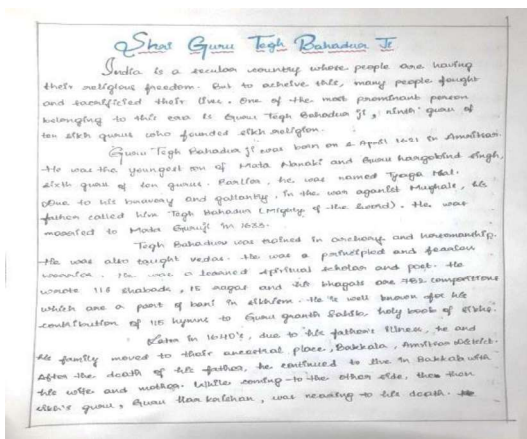 Shri Guru Tegh Bahadur Ji
India is a secular country whose people are having
their religious freedom. But to acheive this, many people fought
and sacrificied their lives. One of the most prominant person
belonging to this era is Guru Tegh Bahadur Ji, ninth guru of
ten sikh gurus who founded sikh religion.
Guru Tegh Bahadur Ji was born on 1 April 1621 in Amritsar.
He was the youngest son of Mata Nanaki and Guru hargobind singh,
sixth guru of ten gurus. Earlier, he was named Tyaga Mal.
Due to his bravery and gallantry, in the war against Mughals, his
father called him Tegh Bahadur (Mighty of the sword). He was
married to Mata Gurujji in 1633.
Tegh Bahadur was trained in archery and horsemanship.
He was also taught vedas. He was a principled and fearless
warrior. He was a learned spiritual scholar and poet. He
wrote 116 shabads, 15 ragas and his bhagats are 782 compositions
which are a part of bani in sikhism. He is well known for his
contribution of 115 hymns to Guru granth Sahib holy book of sikhs.
Later in 1640's, due to his father's illness, he and
his family moved to their ancestral place, Bakkala, Amritsar district.
After the death of his father, he continued to live in Bakkala with
his wife and mother. While coming to the other side, then
sikh's guru, Guru Har krishan, was nearing to his death.